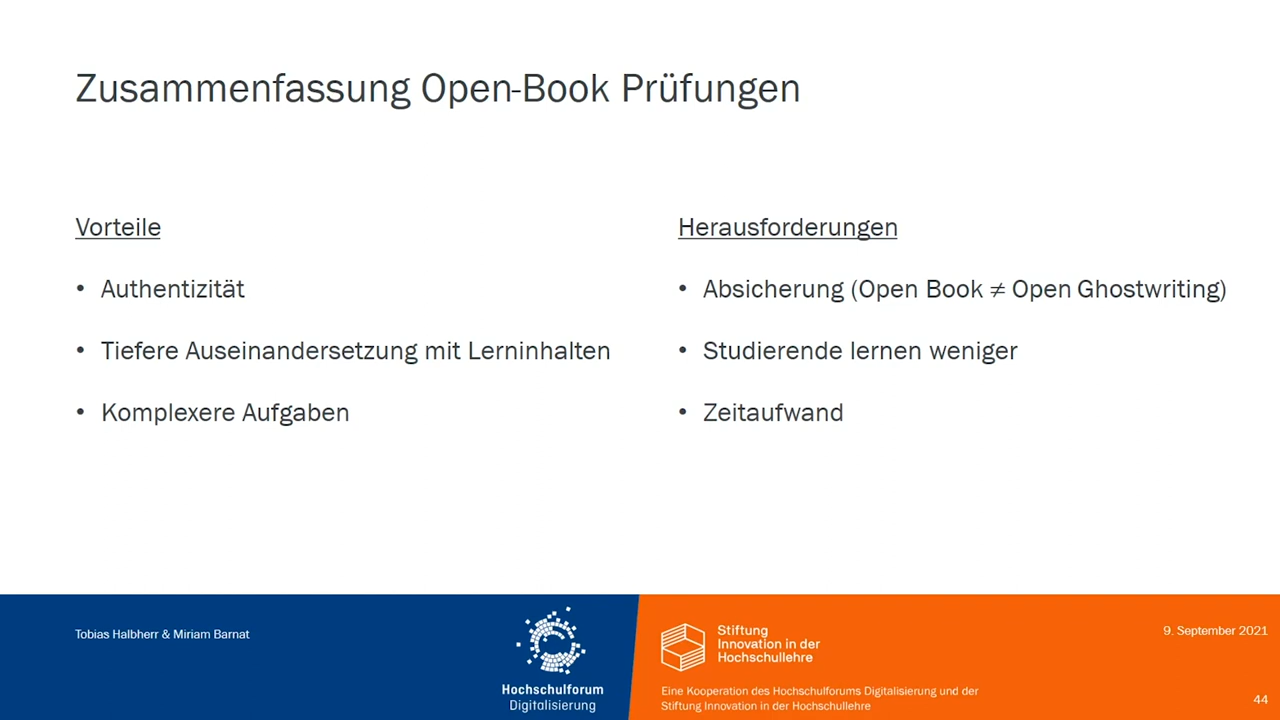 Zusammenfassung Open-Book Prüfungen
Vorteile
• Authentizität
• Tiefere Auseinandersetzung mit Lerninhalten
• Komplexere Aufgaben
Herausforderungen
• Absicherung (Open Book ≠ Open Ghostwriting)
• Studierende lernen weniger
• Zeitaufwand
Tobias Halbherr & Miriam Barnat
Hochschulforum
Digitalisierung
Stiftung
Innovation in der
Hochschullehre
Eine Kooperation des Hochschulforums Digitalisierung und der
Stiftung Innovation in der Hochschullehre
9. September 2021
44